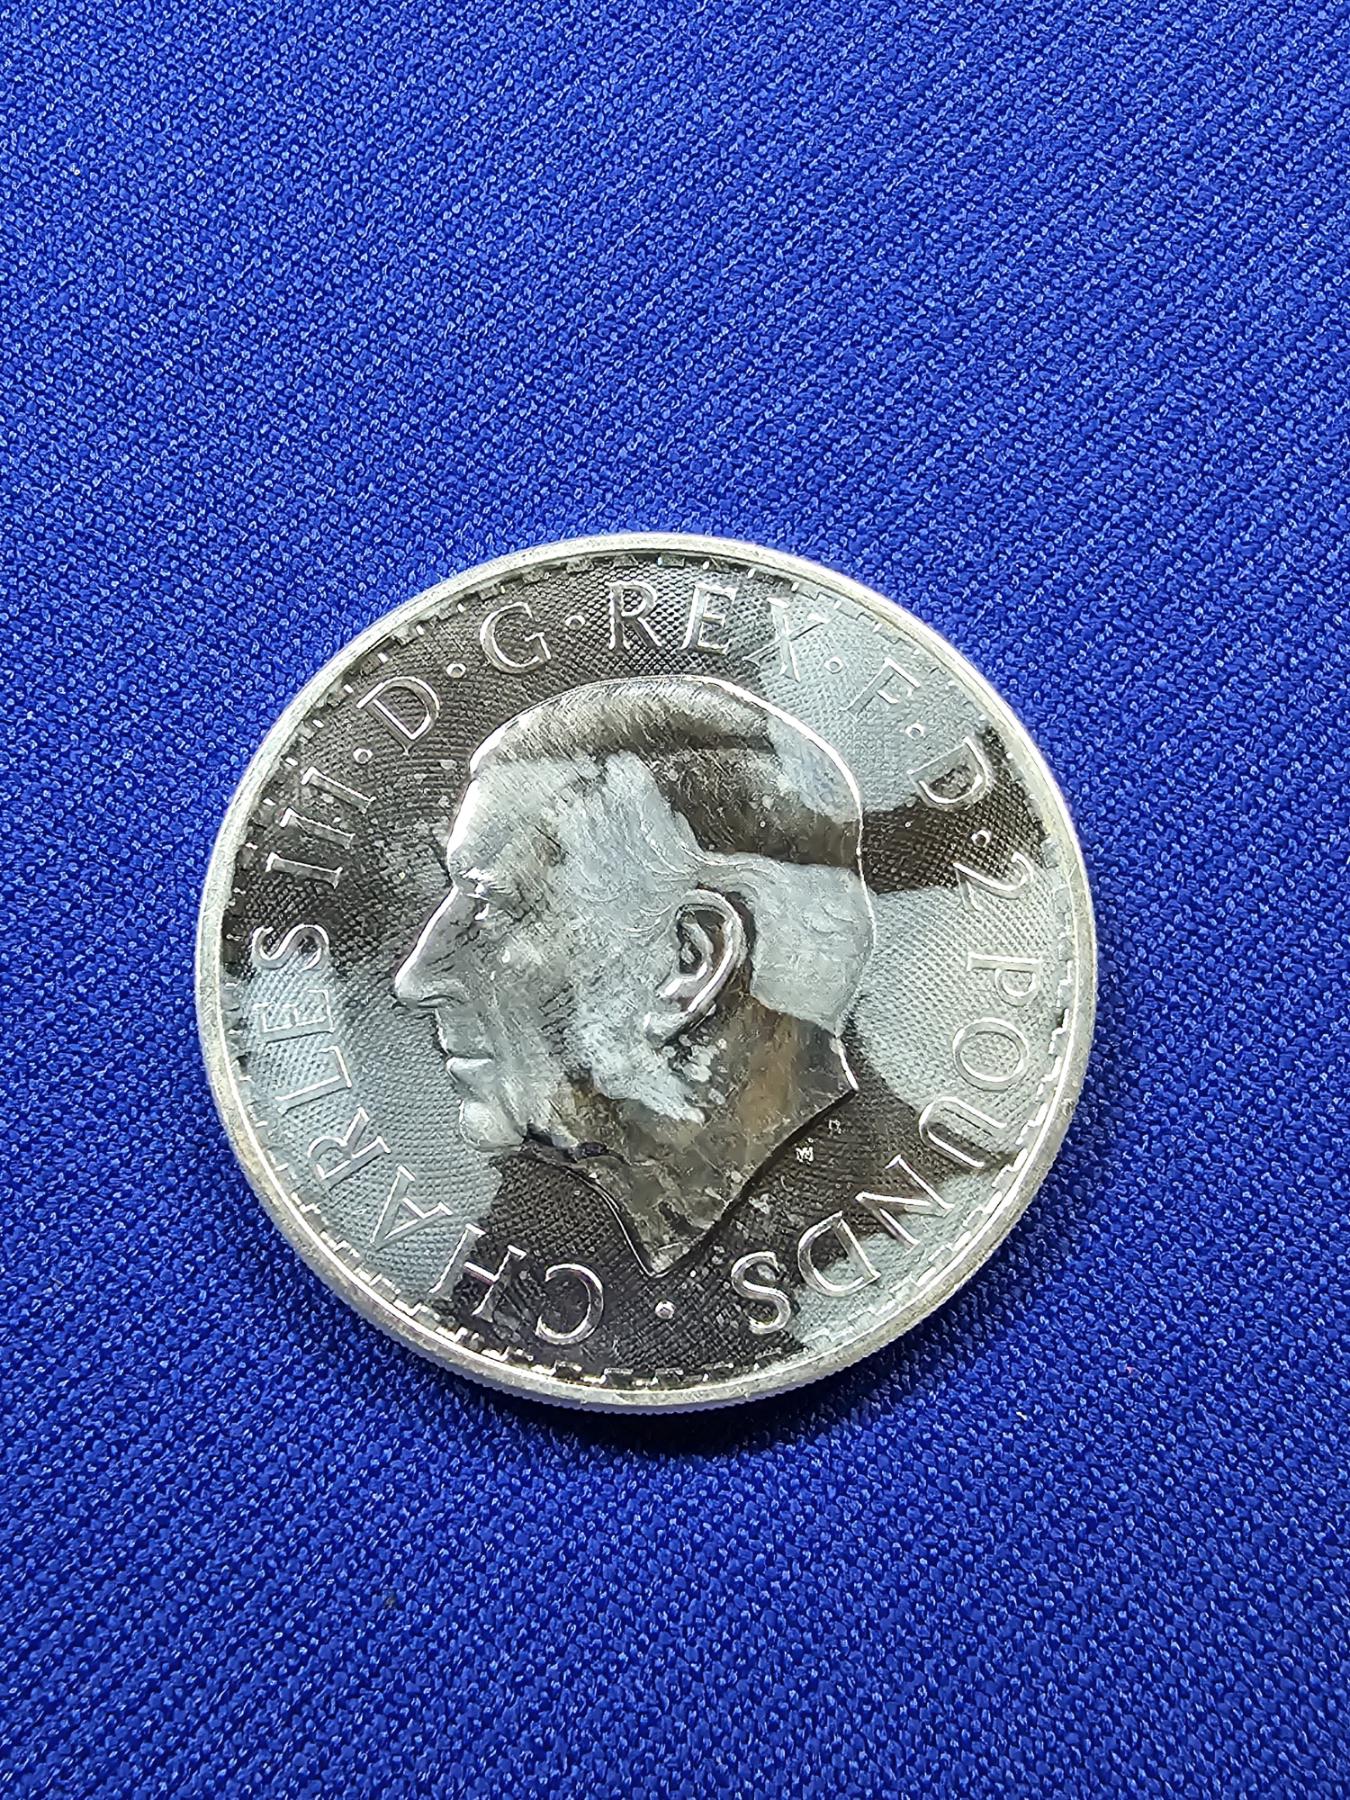 CHARLES III · D · G · REX · F · D · 2 POUNDS ·